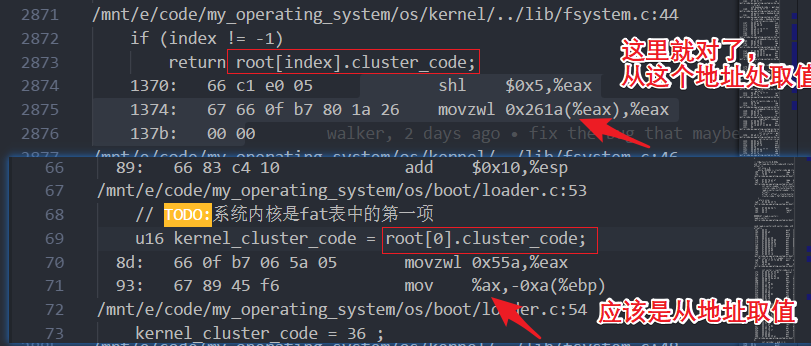 2871 /mnt/e/code/my_operating_system/os/kernel/../lib/fsystem.c:44
2872 if (index != -1)
2873 return root[index].cluster_code;
2874 1370: 66 c1 e0 05 shl $0x5,%eax
2875 1374: 67 66 0f b7 80 1a 26 movzwl 0x261a(%eax),%eax
2876 137b: 00 00 walker, 2 days ago • fix the bug that maybe
这里就对了,
从这个地址处取值
66 89: 66 83 c4 10 add $0x10,%esp
67 /mnt/e/code/my_operating_system/os/boot/loader.c:53
68 // TODO:系统内核是fat表中的第一项
69 u16 kernel_cluster_code = root[0].cluster_code;
70 8d: 66 0f b7 06 5a 05 movzwl 0x55a,%eax
71 93: 67 89 45 f6 mov %ax,-0xa(%ebp)
72 /mnt/e/code/my_operating_system/os/boot/loader.c:54
73 kernel_cluster_code = 36 ;
应该是从地址取值